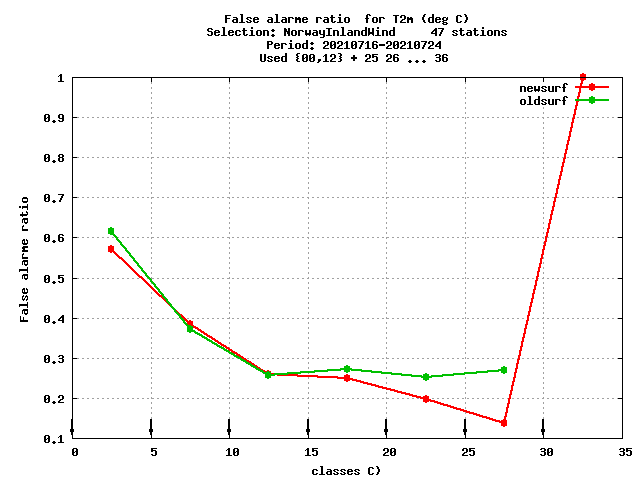 False alarme ratio  for T2m (deg C)
Selection: NorwayInlandWind     47 stations
Period: 20210716-20210724
Used {00,12} + 25 26 ... 36
newsurf
oldsurf
1
0.9
0.8
0.7
0.6
0.5
0.4
0.3
0.2
0.1
False alarme ratio
0 5 10 15 20 25 30 35
classes C)